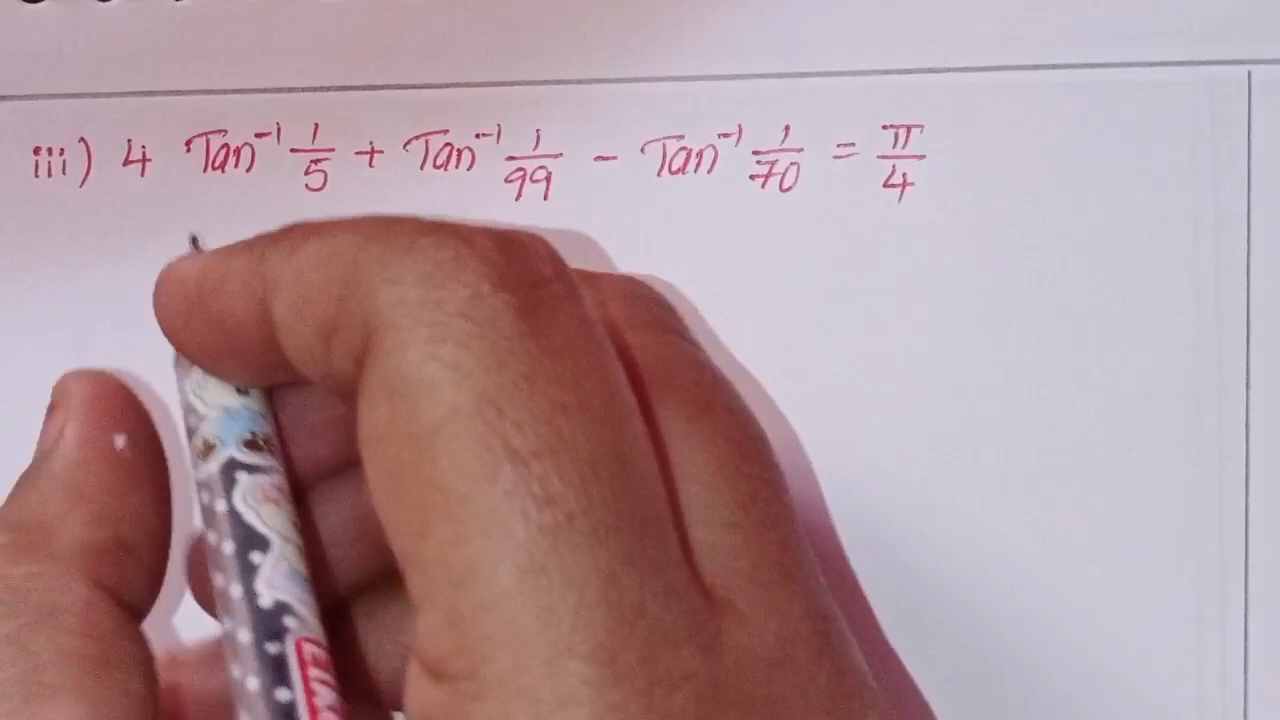 iii) 4 Tan⁻¹ 1/5 + Tan⁻¹ 1/99 - Tan⁻¹ 1/70 = π/4